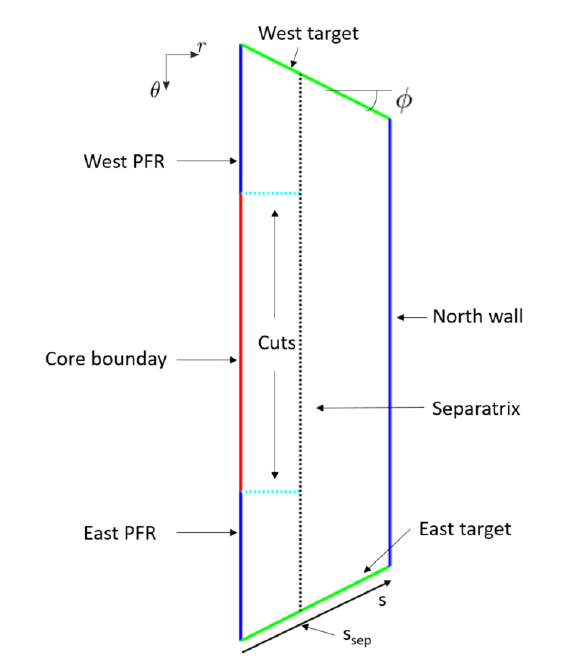 West target
r
θ
ϕ
West PFR
North wall
Cuts
Core bounday
Separatrix
East target
East PFR
s
s_sep